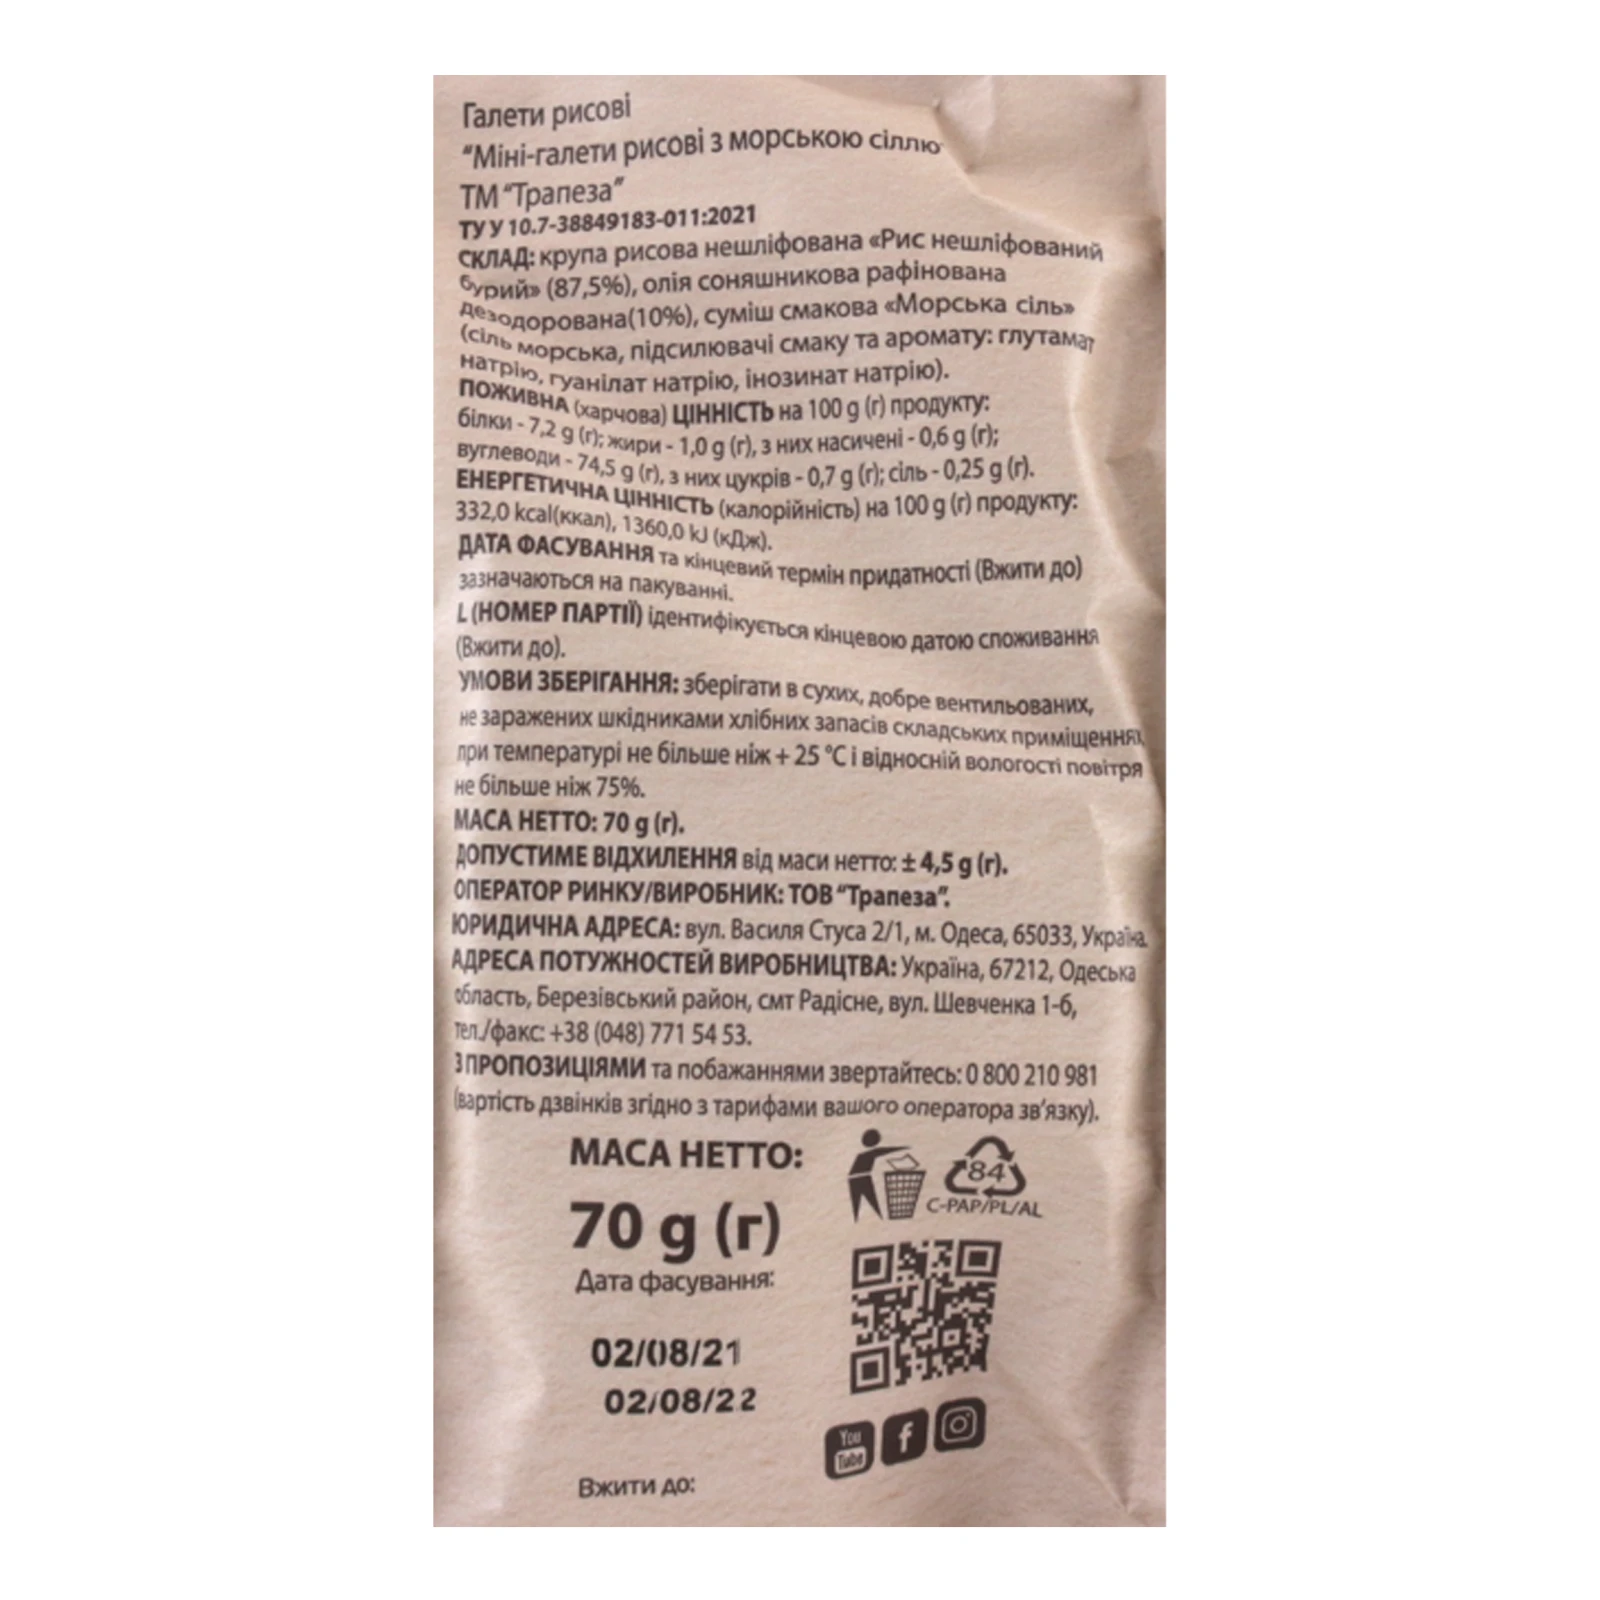 Галети рисові
“Міні-галети рисові з морською сіллю
ТМ “Трапеза”
ТУ У 10.7-38849183-011:2021
СКЛАД: крупа рисова нешліфована «Рис нешліфований
бурий» (87,5%), олія соняшникова рафінована
дезодорована(10%), суміш смакова «Морська сіль»
(сіль морська, підсилювачі смаку та аромату: глутамат
натрію, гуанілат натрію, інозинат натрію).
ПОЖИВНА (харчова) ЦІННІСТЬ на 100 g (г) продукту:
білки - 7,2 g (г); жири - 1,0 g (г), з них насичені - 0,6 g (г);
вуглеводи - 74,5 g (г), з них цукрів - 0,7 g (г); сіль - 0,25 g (г).
ЕНЕРГЕТИЧНА ЦІННІСТЬ (калорійність) на 100 g (г) продукту:
332,0 kcal(ккал), 1360,0 kJ (кДж).
ДАТА ФАСУВАННЯ та кінцевий термін придатності (Вжити до)
зазначаються на пакуванні.
L (НОМЕР ПАРТІЇ) ідентифікується кінцевою датою споживання
(Вжити до).
УМОВИ ЗБЕРІГАННЯ: зберігати в сухих, добре вентильованих,
не заражених шкідниками хлібних запасів складських приміщеннях,
при температурі не більше ніж + 25 °С і відносній вологості повітря
не більше ніж 75%.
МАСА НЕТТО: 70 g (г).
ДОПУСТИМЕ ВІДХИЛЕННЯ від маси нетто: ± 4,5 g (г).
ОПЕРАТОР РИНКУ/ВИРОБНИК: ТОВ “Трапеза”.
ЮРИДИЧНА АДРЕСА: вул. Василя Стуса 2/1, м. Одеса, 65033, Україна.
АДРЕСА ПОТУЖНОСТЕЙ ВИРОБНИЦТВА: Україна, 67212, Одеська
область, Березівський район, смт Радісне, вул. Шевченка 1-б,
тел./факс: +38 (048) 771 54 53.
З ПРОПОЗИЦІЯМИ та побажаннями звертайтесь: 0 800 210 981
(вартість дзвінків згідно з тарифами вашого оператора зв’язку).
МАСА НЕТТО:
70 g (г)
84
C-PAP/PL/AL
Дата фасування:
02/08/21
02/08/22
You
Tube
Вжити до: